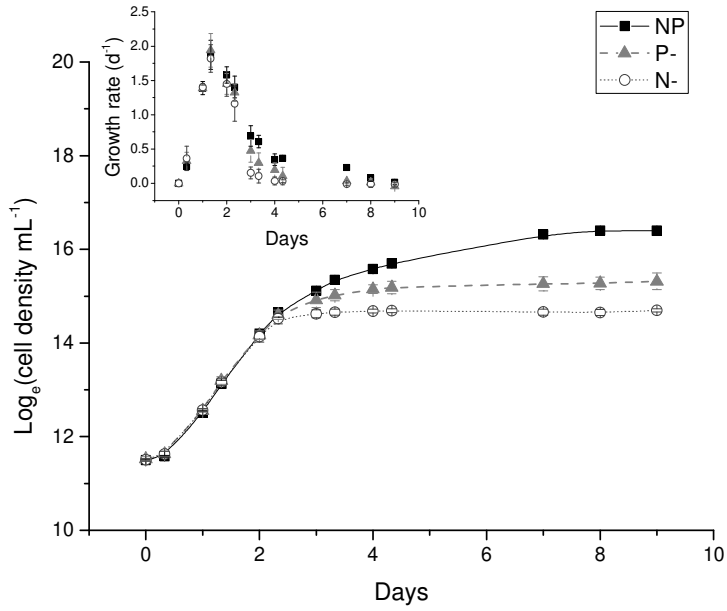 NP
P-
N-
Growth rate (d⁻¹)
2.5
2.0
1.5
1.0
0.5
0.0
0 2 4 6 8 10
Days
Logₑ(cell density mL⁻¹)
20
18
16
14
12
10
0 2 4 6 8 10
Days